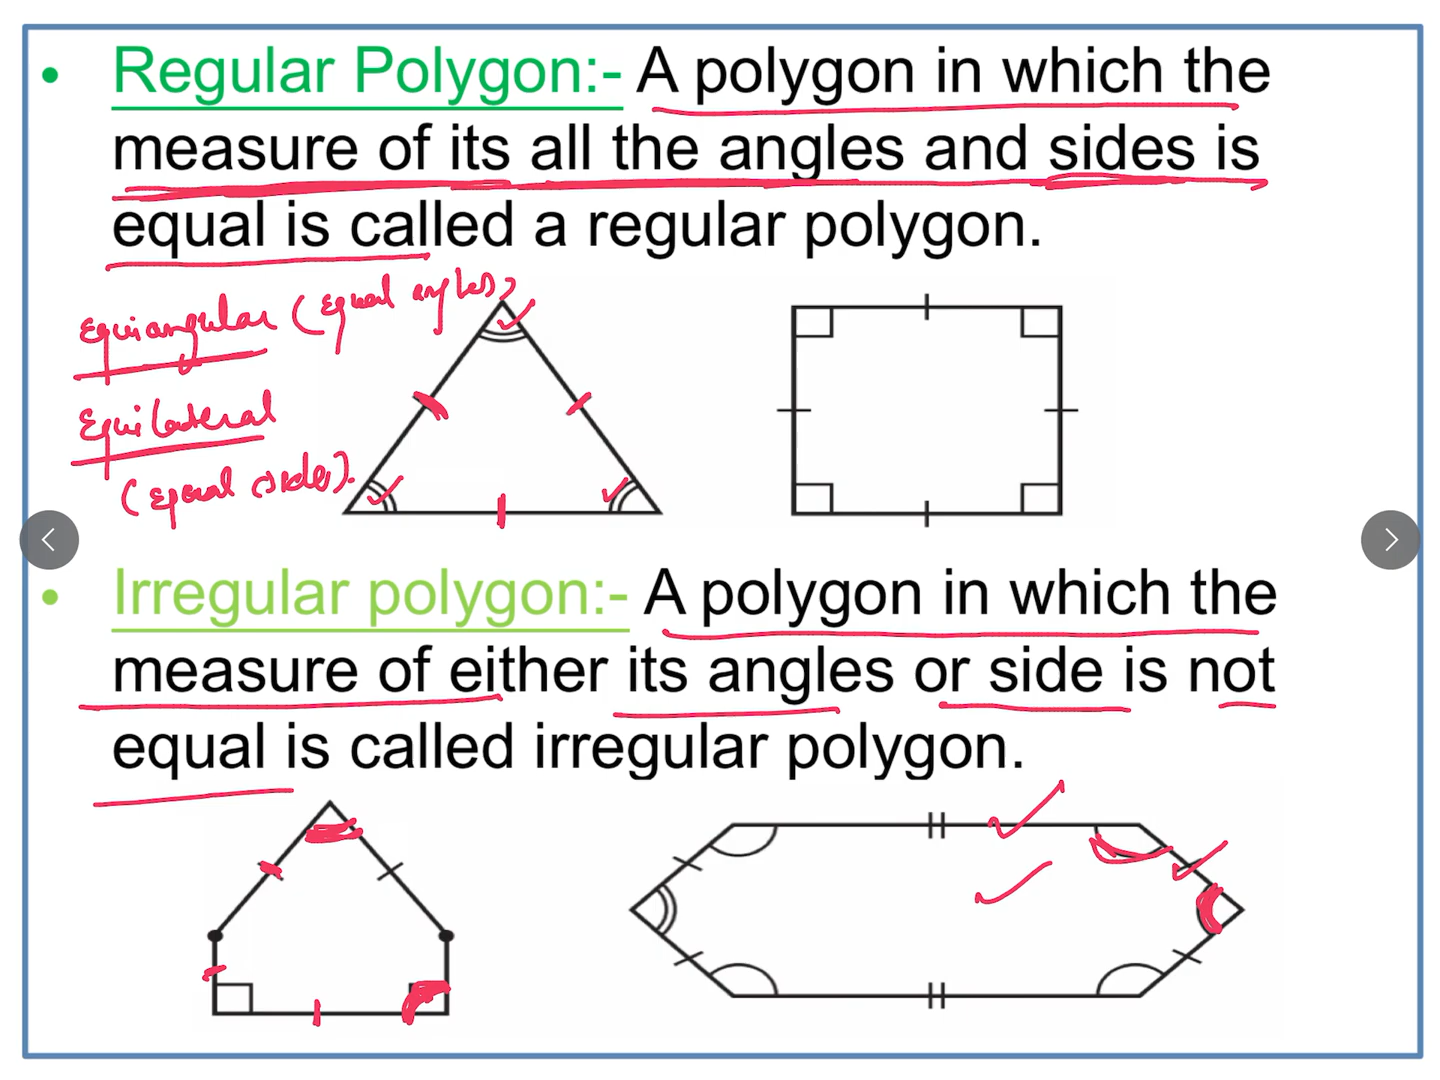 • Regular Polygon:- A polygon in which the
measure of its all the angles and sides is
equal is called a regular polygon.
Equiangular (equal angles)
Equilateral
(equal sides).
• Irregular polygon:- A polygon in which the
measure of either its angles or side is not
equal is called irregular polygon.